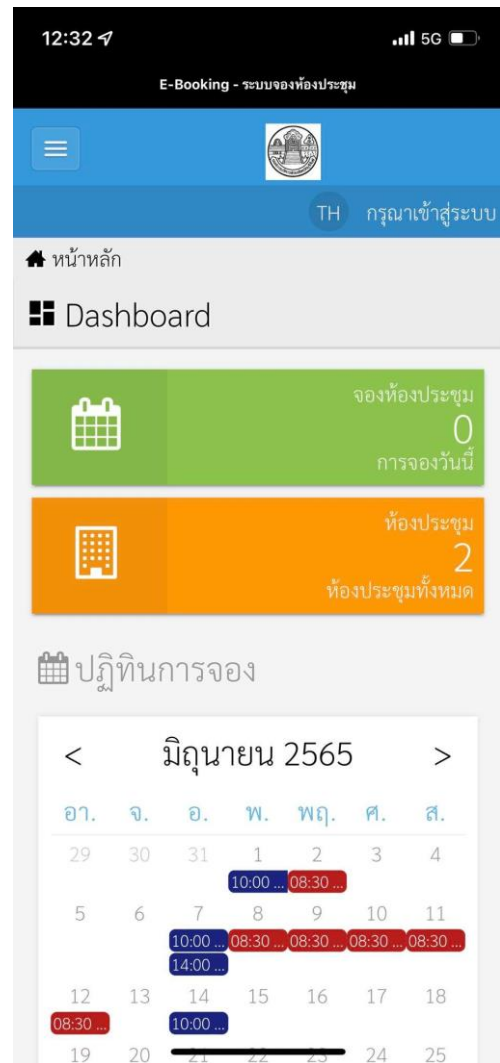 12:32
5G
E-Booking - ระบบจองห้องประชุม
TH กรุณาเข้าสู่ระบบ
หน้าหลัก
Dashboard
จองห้องประชุม
0
การจองวันนี้
ห้องประชุม
2
ห้องประชุมทั้งหมด
ปฏิทินการจอง
< มิถุนายน 2565 >
อา. จ. อ. พ. พฤ. ศ. ส.
29 30 31 1 2 3 4
10:00 ... 08:30 ...
5 6 7 8 9 10 11
10:00 ... 08:30 ... 08:30 ... 08:30 ... 08:30 ...
14:00 ...
12 13 14 15 16 17 18
08:30 ... 10:00 ...
19 20 21 22 23 24 25